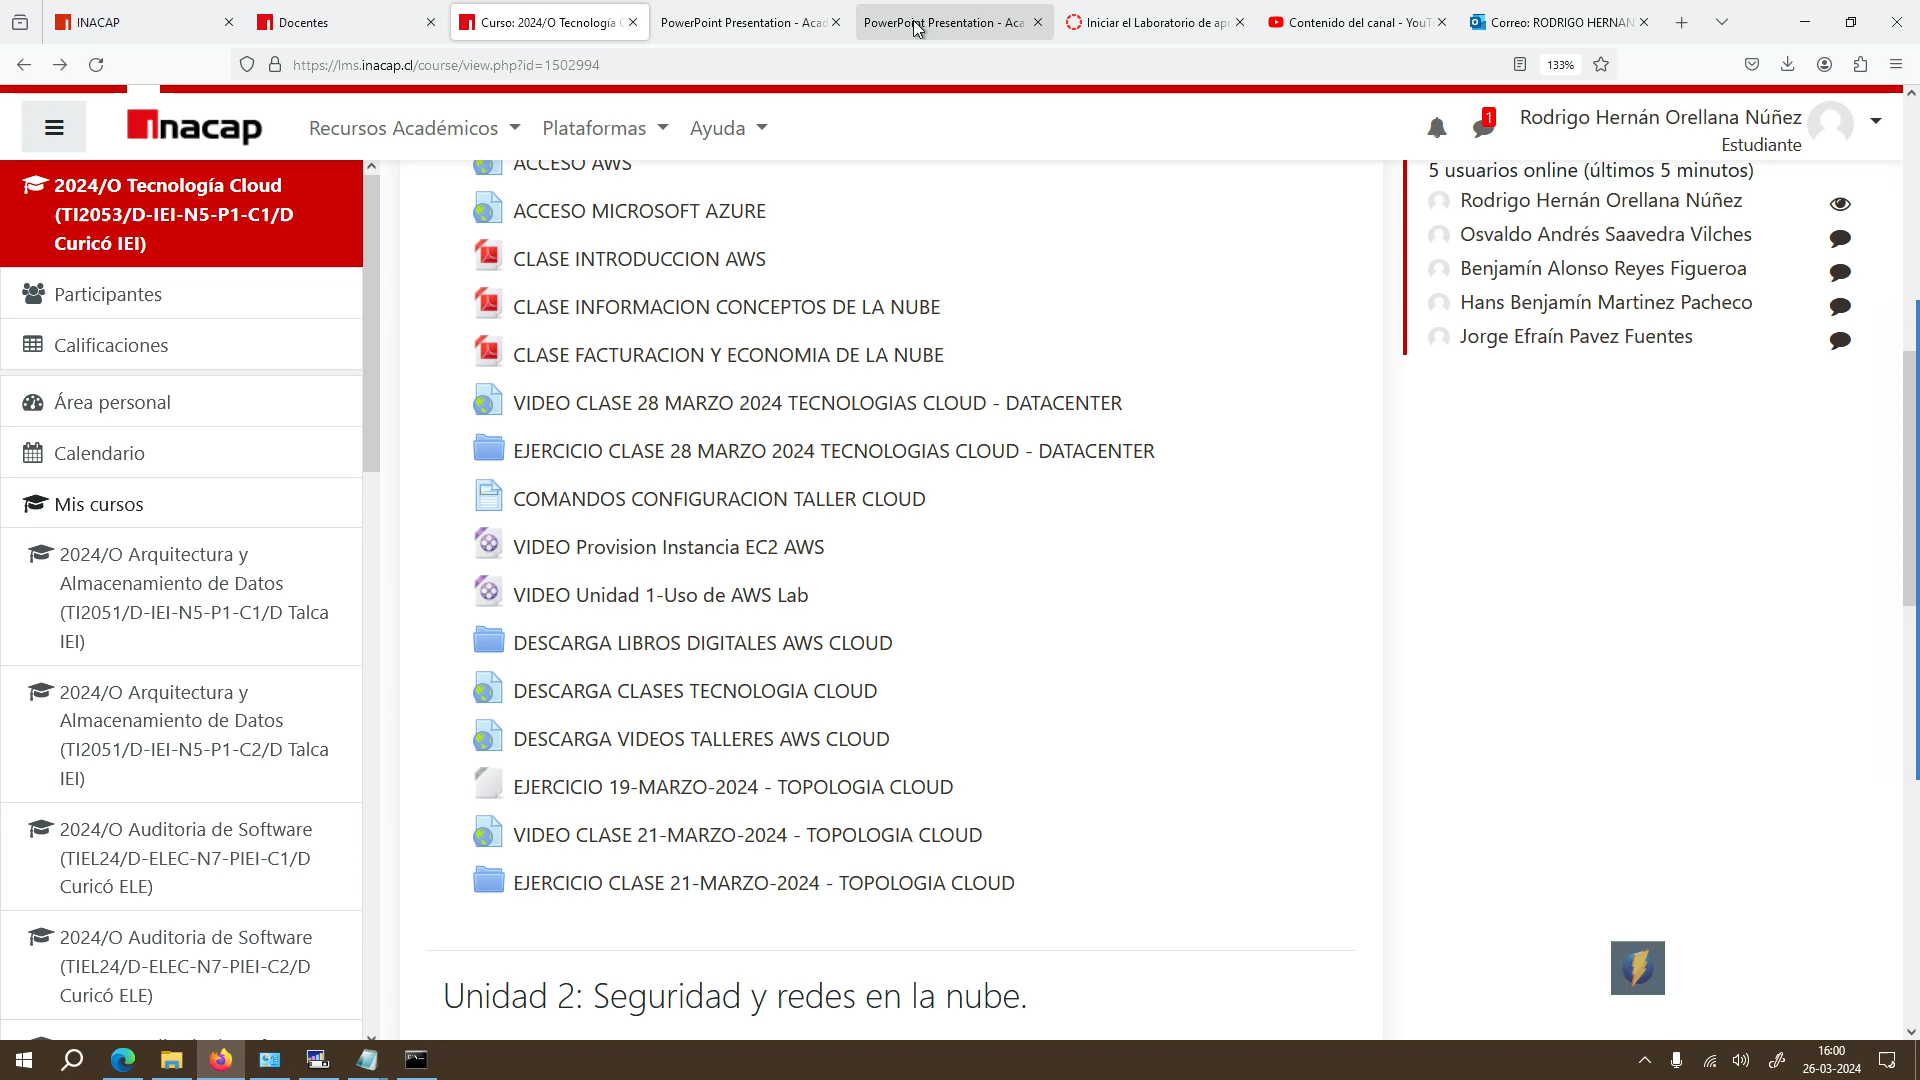 INACAP
Docentes
Curso: 2024/O Tecnología C
PowerPoint Presentation - Acad
PowerPoint Presentation - Aca
Iniciar el Laboratorio de apr
Contenido del canal - YouT
Correo: RODRIGO HERNAN
https://lms.inacap.cl/course/view.php?id=1502994
133%
inacap
Recursos Académicos
Plataformas
Ayuda
1
Rodrigo Hernán Orellana Núñez
Estudiante
2024/O Tecnología Cloud
(TI2053/D-IEI-N5-P1-C1/D
Curicó IEI)
Participantes
Calificaciones
Área personal
Calendario
Mis cursos
2024/O Arquitectura y
Almacenamiento de Datos
(TI2051/D-IEI-N5-P1-C1/D Talca
IEI)
2024/O Arquitectura y
Almacenamiento de Datos
(TI2051/D-IEI-N5-P1-C2/D Talca
IEI)
2024/O Auditoria de Software
(TIEL24/D-ELEC-N7-PIEI-C1/D
Curicó ELE)
2024/O Auditoria de Software
(TIEL24/D-ELEC-N7-PIEI-C2/D
Curicó ELE)
ACCESO AWS
ACCESO MICROSOFT AZURE
CLASE INTRODUCCION AWS
CLASE INFORMACION CONCEPTOS DE LA NUBE
CLASE FACTURACION Y ECONOMIA DE LA NUBE
VIDEO CLASE 28 MARZO 2024 TECNOLOGIAS CLOUD - DATACENTER
EJERCICIO CLASE 28 MARZO 2024 TECNOLOGIAS CLOUD - DATACENTER
COMANDOS CONFIGURACION TALLER CLOUD
VIDEO Provision Instancia EC2 AWS
VIDEO Unidad 1-Uso de AWS Lab
DESCARGA LIBROS DIGITALES AWS CLOUD
DESCARGA CLASES TECNOLOGIA CLOUD
DESCARGA VIDEOS TALLERES AWS CLOUD
EJERCICIO 19-MARZO-2024 - TOPOLOGIA CLOUD
VIDEO CLASE 21-MARZO-2024 - TOPOLOGIA CLOUD
EJERCICIO CLASE 21-MARZO-2024 - TOPOLOGIA CLOUD
Unidad 2: Seguridad y redes en la nube.
5 usuarios online (últimos 5 minutos)
Rodrigo Hernán Orellana Núñez
Osvaldo Andrés Saavedra Vilches
Benjamín Alonso Reyes Figueroa
Hans Benjamín Martinez Pacheco
Jorge Efraín Pavez Fuentes
16:00
26-03-2024